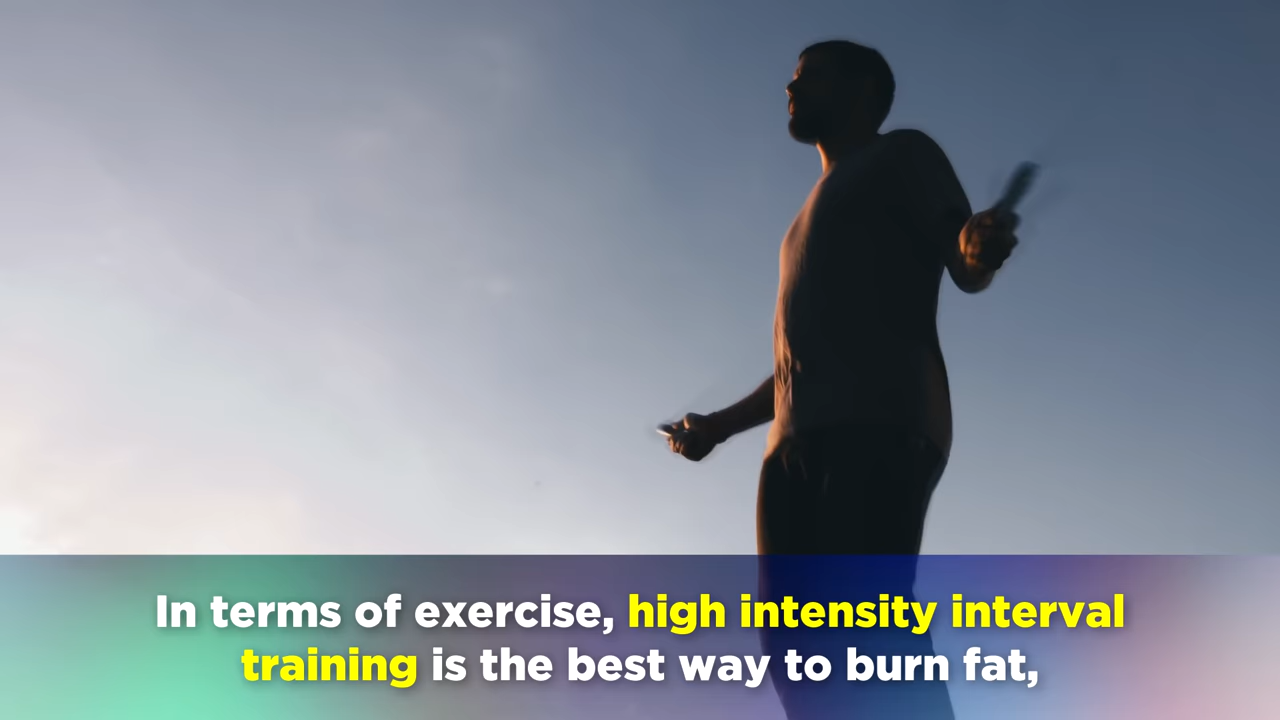 In terms of exercise, high intensity interval
training is the best way to burn fat,